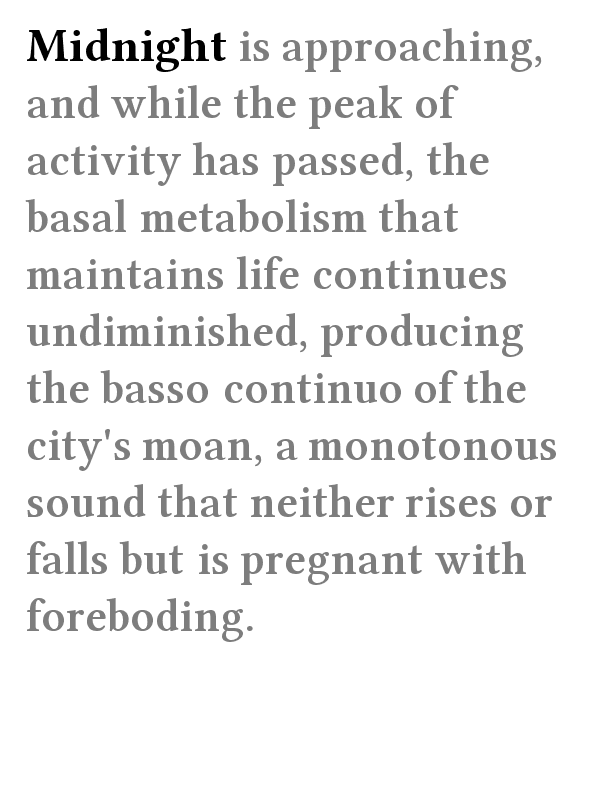 Midnight is approaching,
and while the peak of
activity has passed, the
basal metabolism that
maintains life continues
undiminished, producing
the basso continuo of the
city's moan, a monotonous
sound that neither rises or
falls but is pregnant with
foreboding.